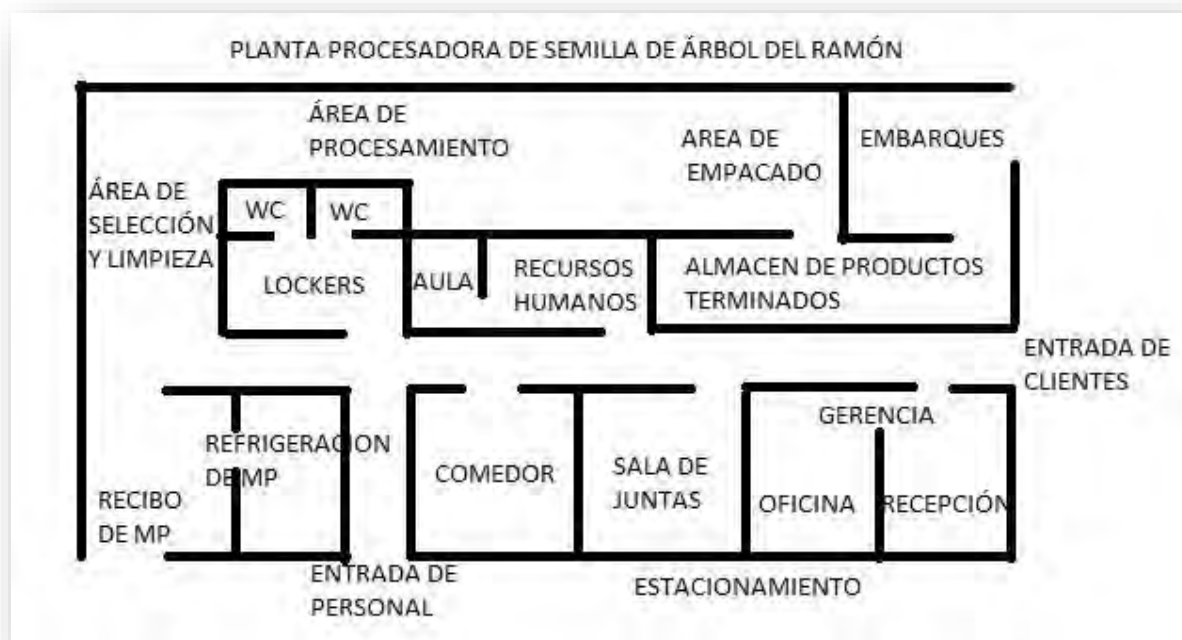 PLANTA PROCESADORA DE SEMILLA DE ÁRBOL DEL RAMÓN
ÁREA DE
PROCESAMIENTO
AREA DE
EMPACADO
EMBARQUES
ÁREA DE
SELECCIÓN
Y LIMPIEZA
WC
WC
LOCKERS
AULA
RECURSOS
HUMANOS
ALMACEN DE PRODUCTOS
TERMINADOS
ENTRADA DE
CLIENTES
GERENCIA
REFRIGERACION
DE MP
COMEDOR
SALA DE
JUNTAS
OFICINA
RECEPCIÓN
RECIBO
DE MP
ENTRADA DE
PERSONAL
ESTACIONAMIENTO